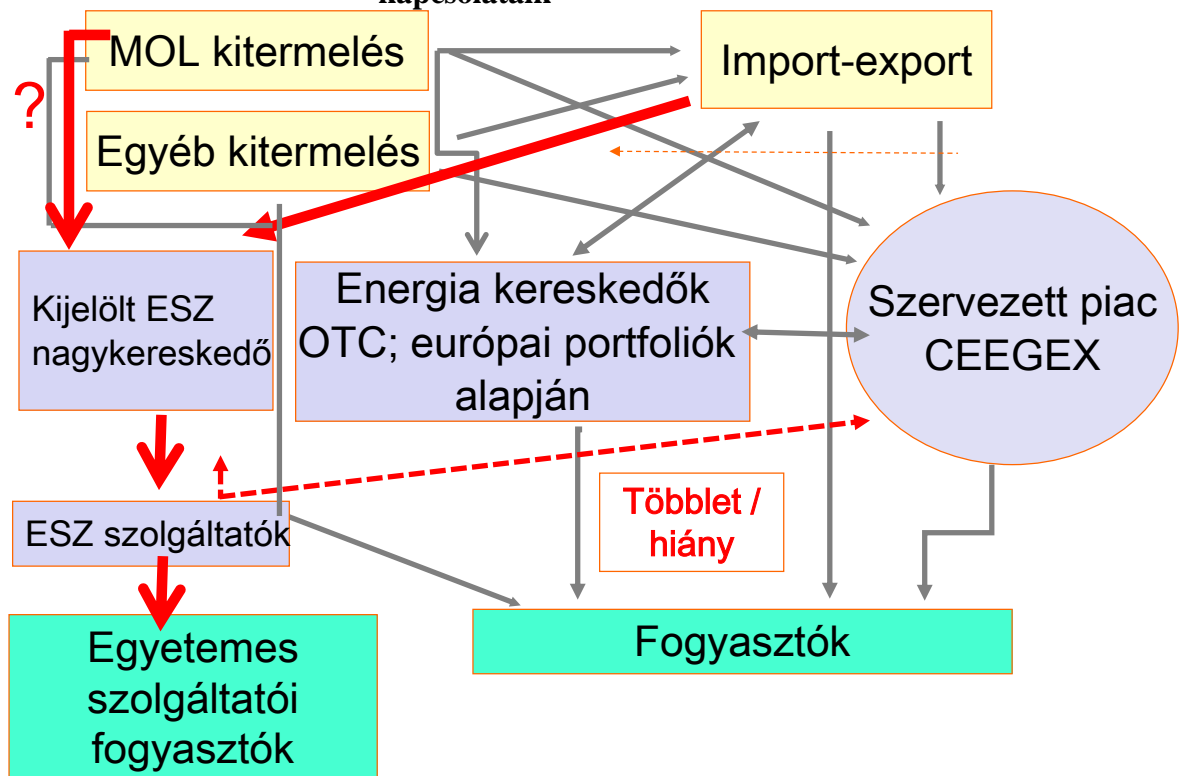 kapcsolataik
MOL kitermelés
Import-export
?
Egyéb kitermelés
Kijelölt ESZ
nagykereskedő
Energia kereskedők
OTC; európai portfoliók
alapján
Szervezett piac
CEEGEX
Többlet /
hiány
ESZ szolgáltatók
Fogyasztók
Egyetemes
szolgáltatói
fogyasztók